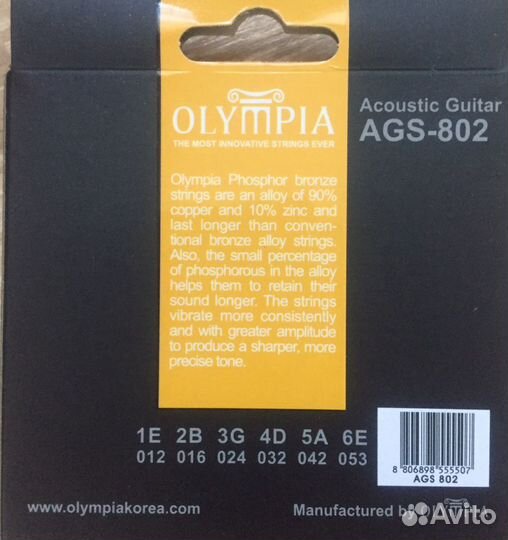 OLYMPIA
THE MOST INNOVATIVE STRINGS EVER
Acoustic Guitar
AGS-802
Olympia Phosphor bronze
strings are an alloy of 90%
copper and 10% zinc and
last longer than conven-
tional bronze alloy strings.
Also, the small percentage
of phosphorous in the alloy
helps them to retain their
sound longer. The strings
vibrate more consistently
and with greater amplitude
to produce a sharper, more
precise tone.
1E 2B 3G 4D 5A 6E
012 016 024 032 042 053
8 806898 555507
AGS 802
www.olympiakorea.com
Manufactured by OLYMPIA
Avito